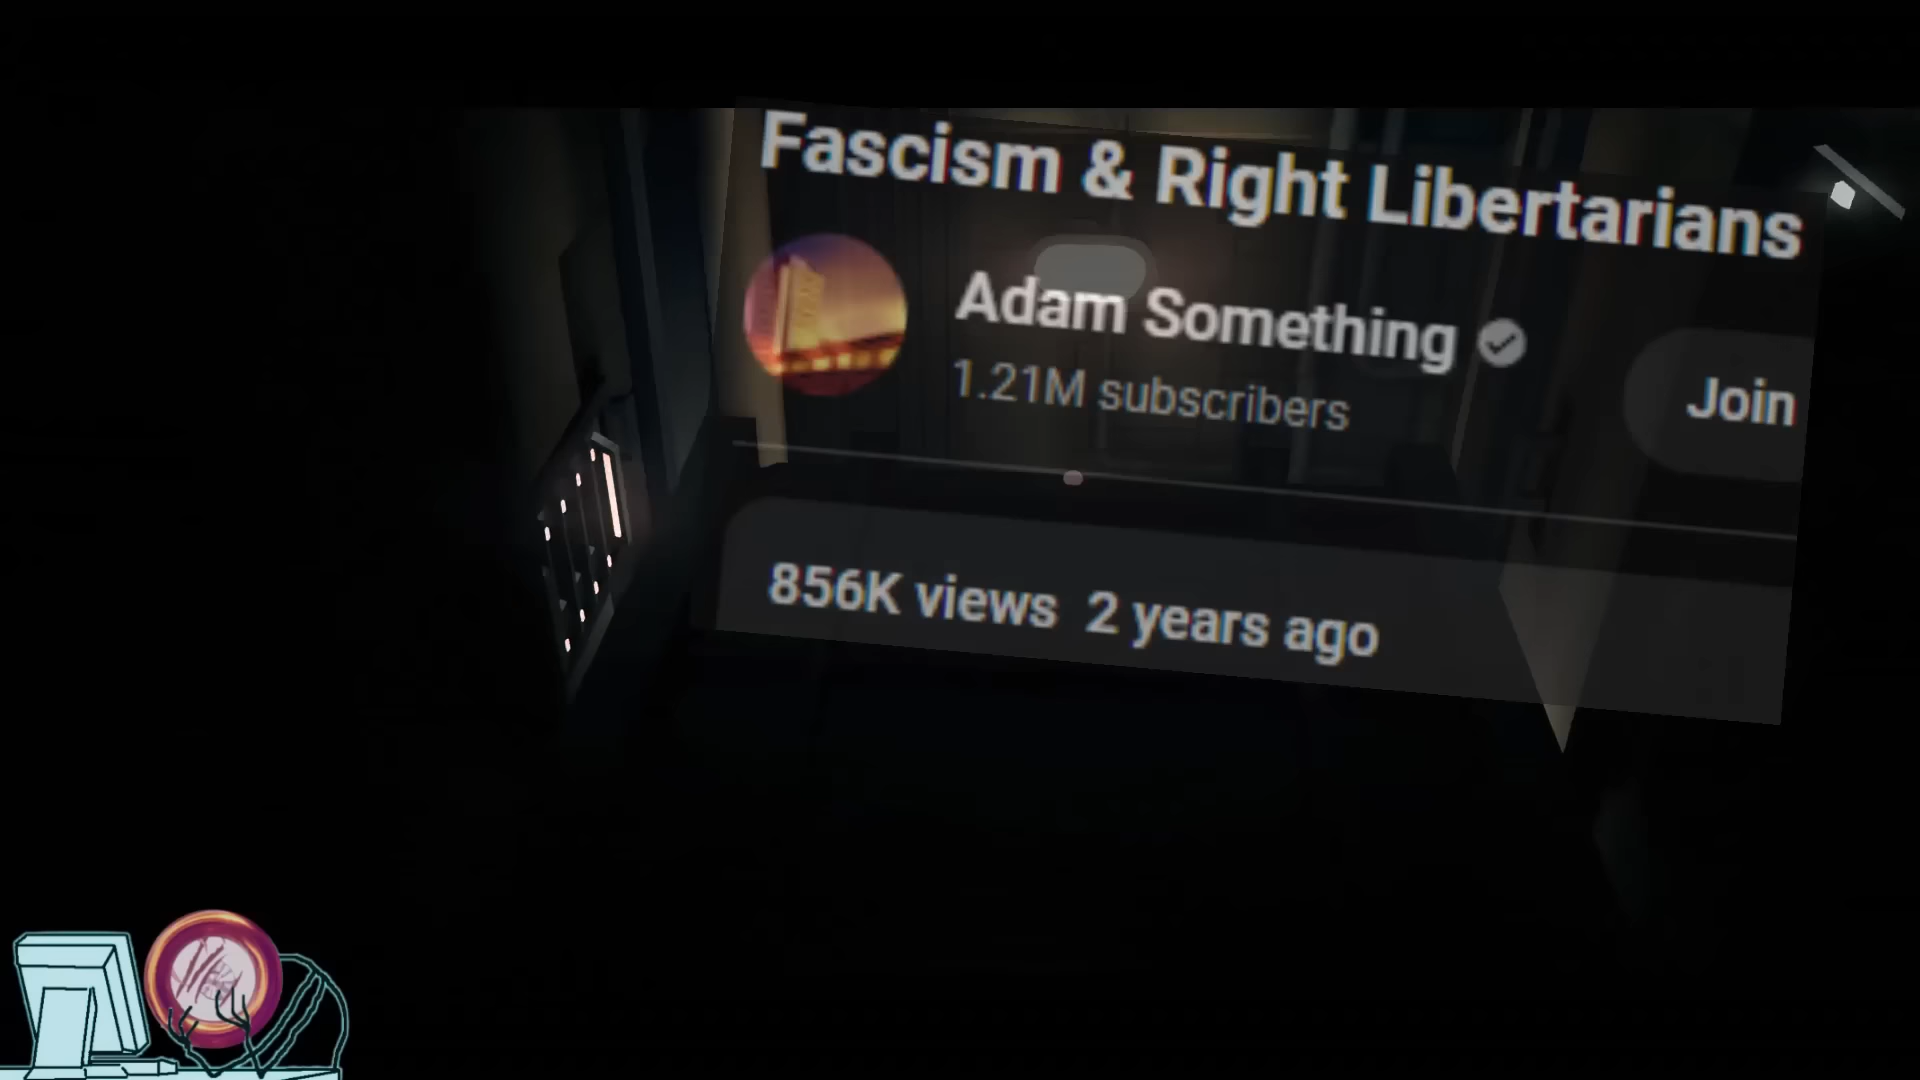 Fascism & Right Libertarians
Adam Something
1.21M subscribers
Join
856K views 2 years ago